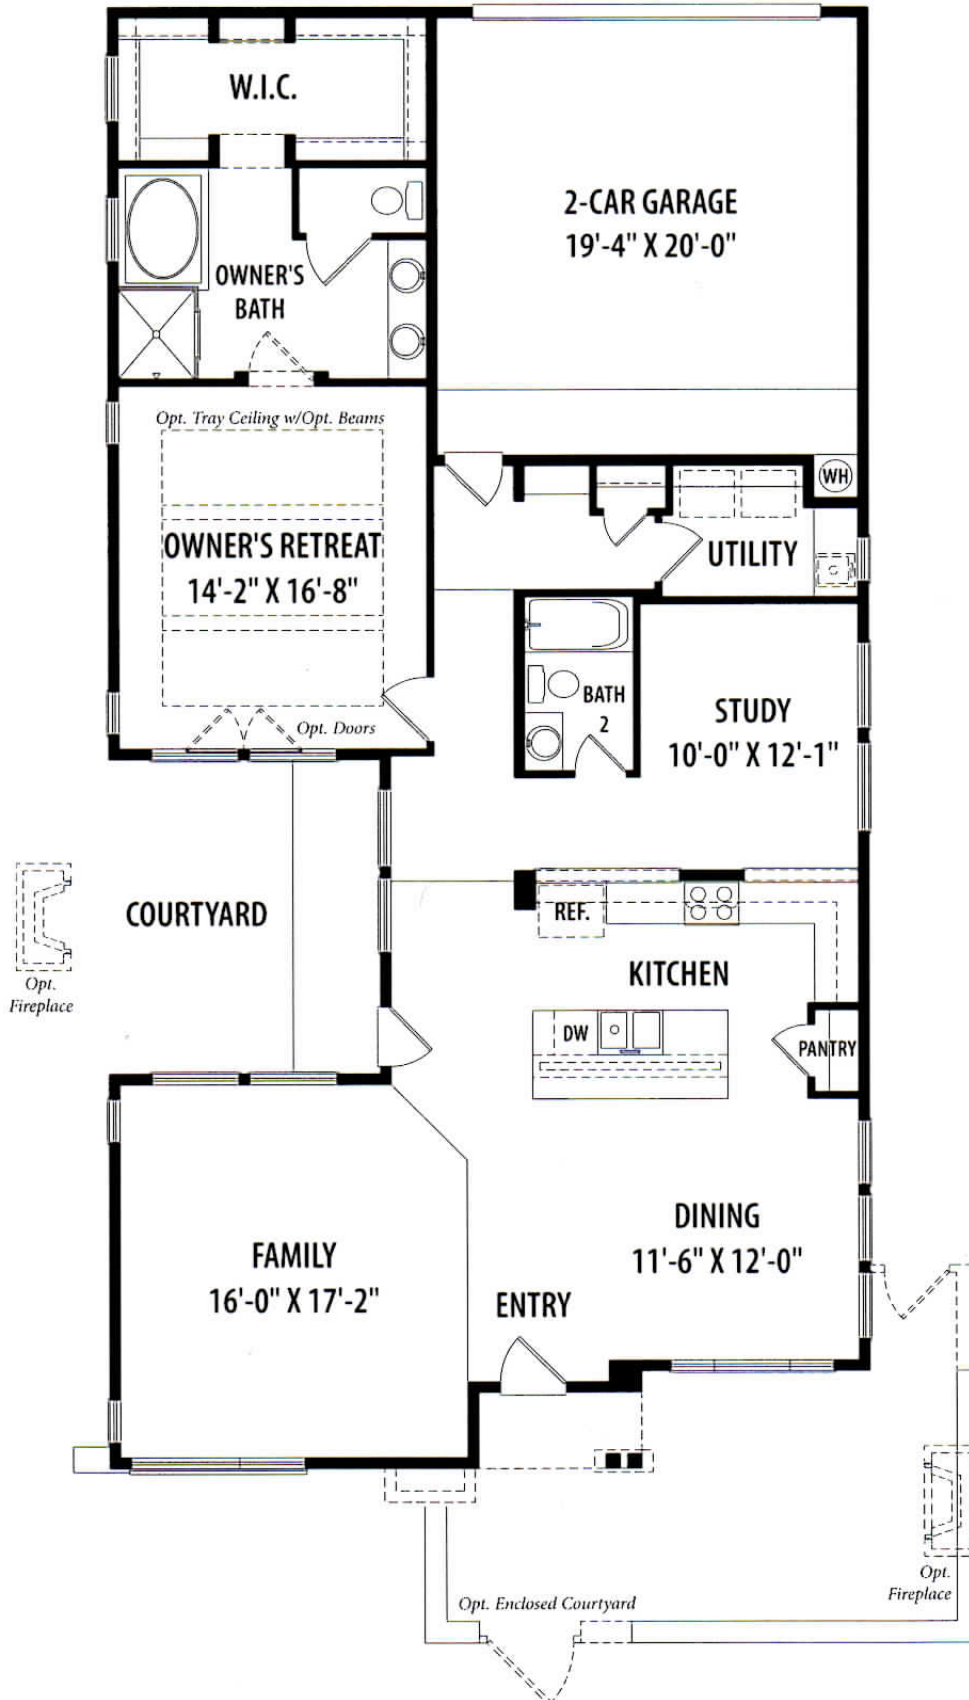 W.I.C.
2-CAR GARAGE
19'-4" X 20'-0"
OWNER'S
BATH
Opt. Tray Ceiling w/Opt. Beams
WH
OWNER'S RETREAT
14'-2" X 16'-8"
UTILITY
BATH
2
STUDY
10'-0" X 12'-1"
Opt. Doors
COURTYARD
REF.
Opt.
Fireplace
KITCHEN
DW
PANTRY
DINING
11'-6" X 12'-0"
FAMILY
16'-0" X 17'-2"
ENTRY
Opt.
Fireplace
Opt. Enclosed Courtyard